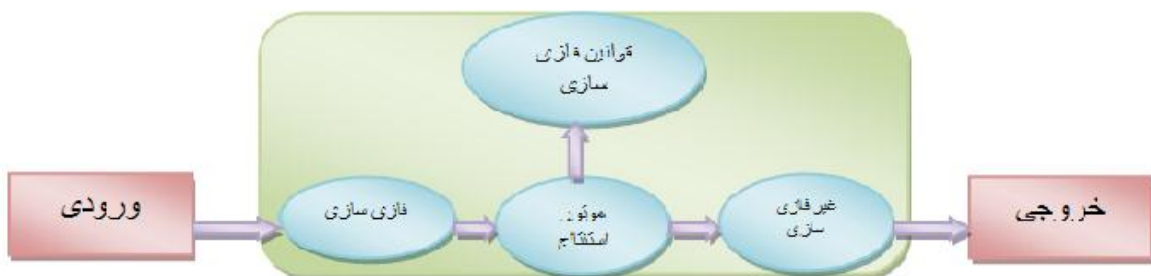 قوانین فازی
سازی
ورودی
فازی سازی
موتور
استنتاج
غیرفازی
سازی
خروجی